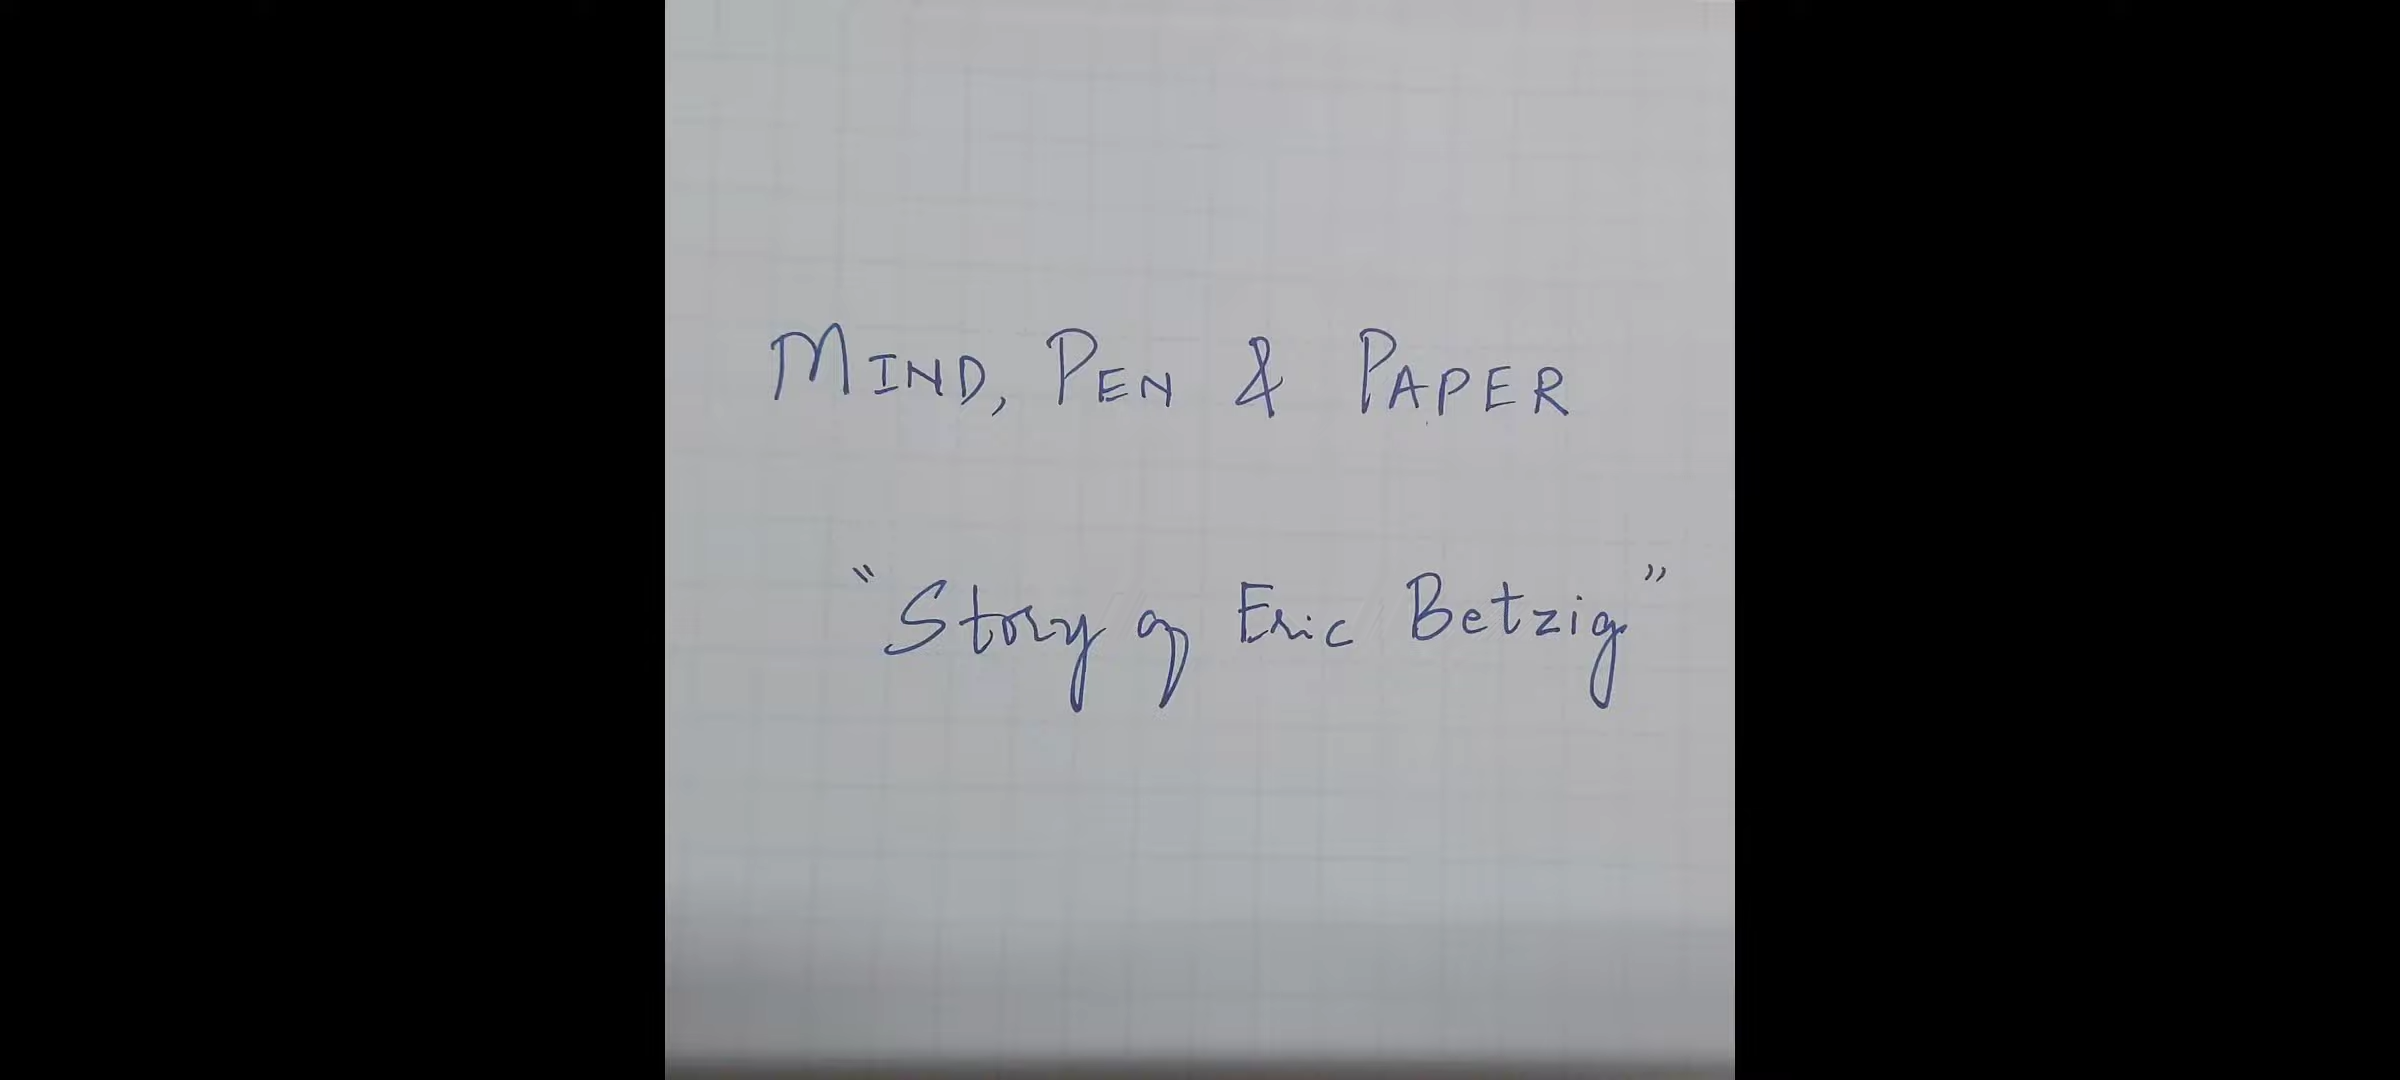 MIND, PEN & PAPER
"Story of Eric Betzig"